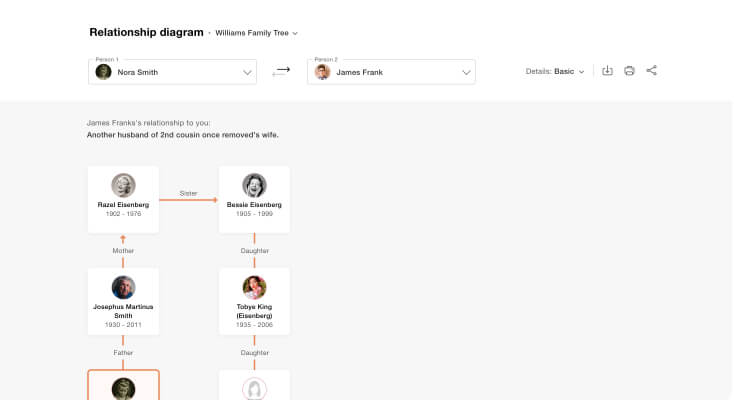 Relationship diagram · Williams Family Tree
Person 1
Nora Smith
Person 2
James Frank
Details: Basic
James Franks's relationship to you:
Another husband of 2nd cousin once removed's wife.
Razel Eisenberg
1902 - 1976
Sister
Bessie Eisenberg
1905 - 1999
Mother
Daughter
Josephus Martinus
Smith
1930 - 2011
Tobye King
(Eisenberg)
1935 - 2006
Father
Daughter